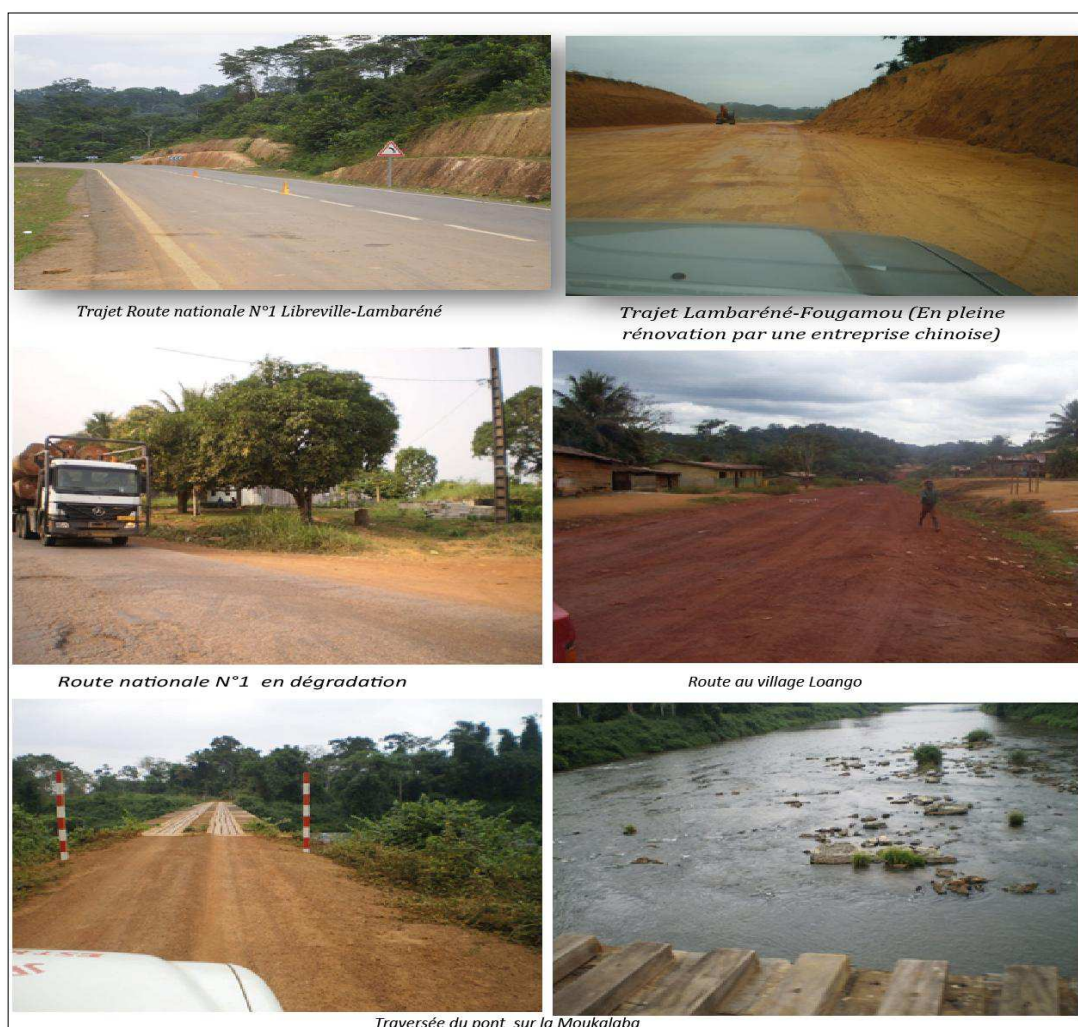 Trajet Route nationale N°1 Libreville-Lambaréné
Trajet Lambaréné-Fougamou (En pleine
rénovation par une entreprise chinoise)
Route nationale N°1 en dégradation
Route au village Loango
Traversée du pont sur la Moukalaba